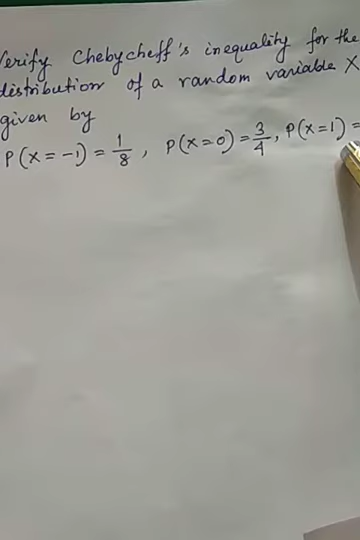 Verify Chebycheff's inequality for the
distribution of a random variable X
given by
P(X = -1) = 1/8, P(X=0) = 3/4, P(X=1) =